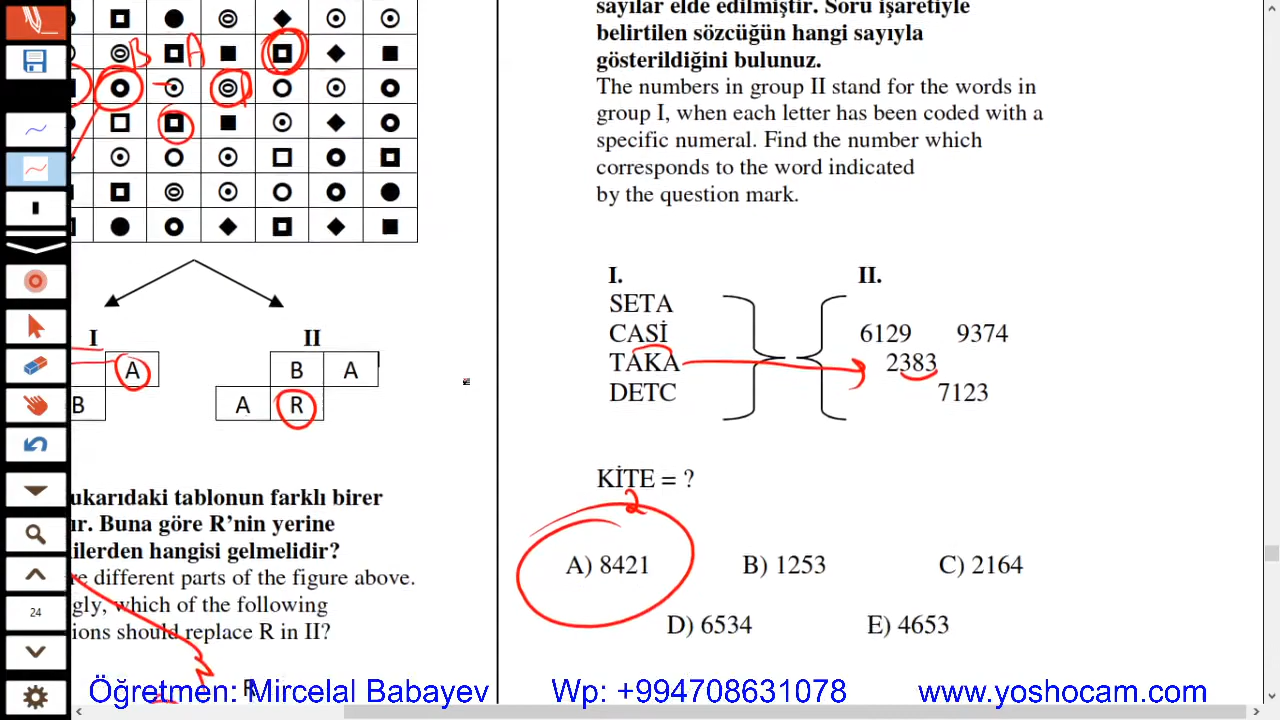 B A
I
A
B
II
B A
A R
ukarıdaki tablonun farklı birer
ır. Buna göre R’nin yerine
kilerden hangisi gelmelidir?
re different parts of the figure above.
gly, which of the following
ions should replace R in II?
sayılar elde edilmiştir. Soru işaretiyle
belirtilen sözcüğün hangi sayıyla
gösterildiğini bulunuz.
The numbers in group II stand for the words in
group I, when each letter has been coded with a
specific numeral. Find the number which
corresponds to the word indicated
by the question mark.
I. II.
SETA
CASİ 6129 9374
TAKA 2383
DETC 7123
KİTE = ?
2
A) 8421 B) 1253 C) 2164
D) 6534 E) 4653
24
Öğretmen: Mircelal Babayev Wp: +994708631078 www.yoshocam.com